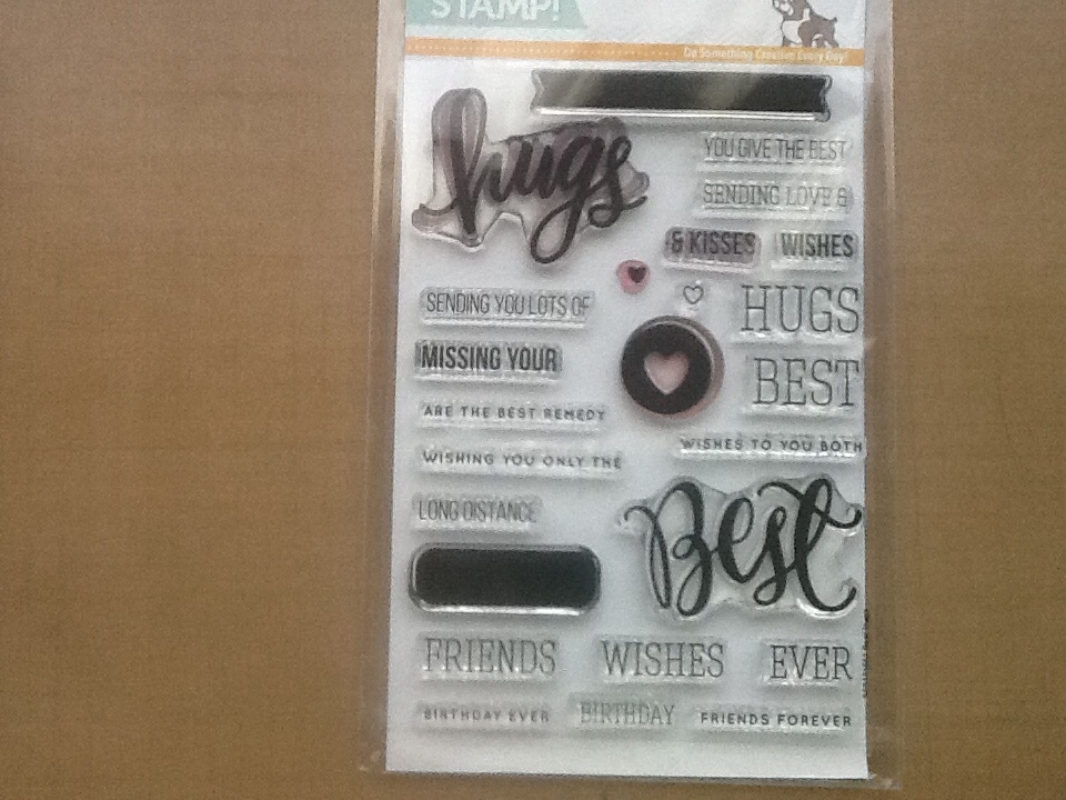 STAMP!
Do Something Creative Every Day!
hugs
YOU GIVE THE BEST
SENDING LOVE &
& KISSES
WISHES
SENDING YOU LOTS OF
HUGS
MISSING YOUR
BEST
ARE THE BEST REMEDY
WISHES TO YOU BOTH
WISHING YOU ONLY THE
LONG DISTANCE
Best
FRIENDS WISHES EVER
BIRTHDAY EVER BIRTHDAY FRIENDS FOREVER